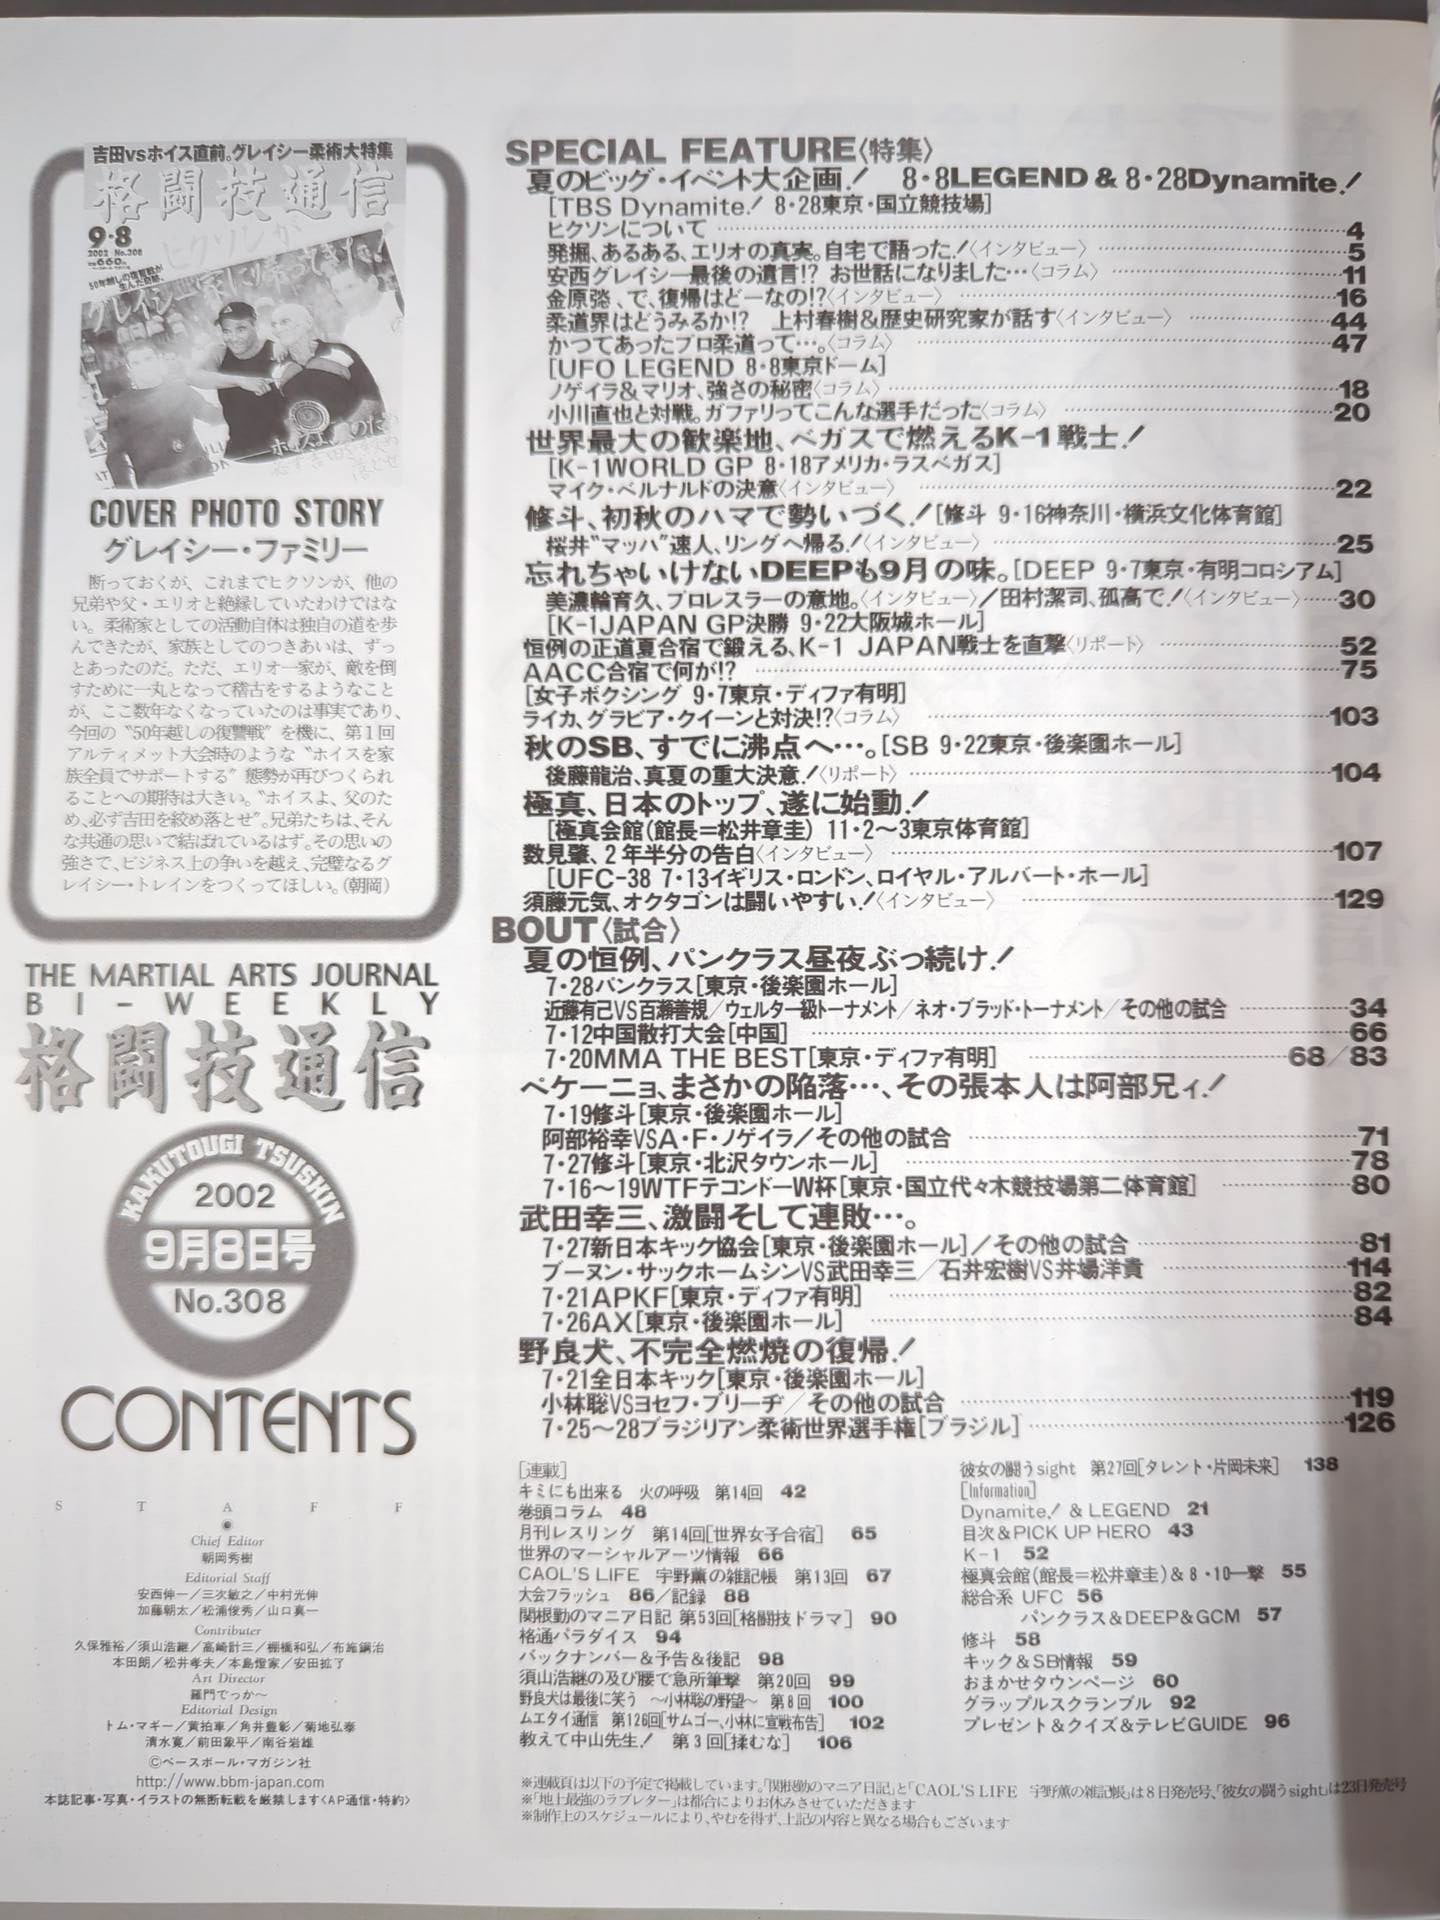 吉田vsホイス直前。グレイシー柔術大特集
格闘技通信
9・8
2002 No.308
660円
COVER PHOTO STORY
グレイシー・ファミリー
断っておくが、これまでヒクソンが、他の
兄弟や父・エリオと絶縁していたわけではな
い。柔術家としての活動自体は独自の道を歩
んできたが、家族としてのつきあいは、ずっ
とあったのだ。ただ、エリオ一家が、敵を倒
すために一丸となって稽古をするようなこと
が、ここ数年なくなっていたのは事実であり、
今回の〝50年越しの復讐戦〟を機に、第1回
アルティメット大会時のような〝ホイスを家
族全員でサポートする〟態勢が再びつくられ
ることへの期待は大きい。〝ホイスよ、父のた
め、必ず吉田を絞め落とせ〟。兄弟たちは、そん
な共通の思いで結ばれているはず。その思いの
強さで、ビジネス上の争いを越え、完璧なるグ
レイシー・トレインをつくってほしい。(朝岡)
THE MARTIAL ARTS JOURNAL
BI-WEEKLY
格闘技通信
KAKUTOUGI TSUSHIN
2002
9月8日号
No.308
CONTENTS
STAFF
Chief Editor
朝岡秀樹
Editorial Staff
安西伸一/三次敏之/中村光伸
加藤朝太/松浦俊秀/山口真一
Contributer
久保雅裕/須山浩継/高崎計三/棚橋和弘/布施鋼治
本田朗/松井孝夫/本島燈家/安田拡了
Art Director
羅門でっか〜
Editorial Design
トム・マギー/黄拍車/角井豊彰/菊地弘泰
清水寛/前田象平/南谷岩雄
©ベースボール・マガジン社
http://www.bbm-japan.com
本誌記事・写真・イラストの無断転載を厳禁します〈AP通信・特約〉
SPECIAL FEATURE〈特集〉
夏のビッグ・イベント大企画! 8・8LEGEND & 8・28Dynamite!
[TBS Dynamite! 8・28東京・国立競技場]
ヒクソンについて 4
発掘、あるある、エリオの真実。自宅で語った!〈インタビュー〉 5
安西グレイシー最後の遺言!? お世話になりました…〈コラム〉 11
金原弘、で、復帰はどーなの!?〈インタビュー〉 16
柔道界はどうみるか!? 上村春樹&歴史研究家が話す〈インタビュー〉 44
かつてあったプロ柔道って…。〈コラム〉 47
[UFO LEGEND 8・8東京ドーム]
ノゲイラ&マリオ、強さの秘密〈コラム〉 18
小川直也と対戦。ガファリってこんな選手だった〈コラム〉 20
世界最大の歓楽地、ベガスで燃えるK-1戦士!
[K-1WORLD GP 8・18アメリカ・ラスベガス]
マイク・ベルナルドの決意〈インタビュー〉 22
修斗、初秋のハマで勢いづく![修斗 9・16神奈川・横浜文化体育館]
桜井“マッハ”速人、リングへ帰る!〈インタビュー〉 25
忘れちゃいけないDEEPも9月の味。[DEEP 9・7東京・有明コロシアム]
美濃輪育久、プロレスラーの意地。〈インタビュー〉/田村潔司、孤高で!〈インタビュー〉 30
[K-1JAPAN GP決勝 9・22大阪城ホール]
恒例の正道夏合宿で鍛える、K-1 JAPAN戦士を直撃〈リポート〉 52
AACC合宿で何が!? 75
[女子ボクシング 9・7東京・ディファ有明]
ライカ、グラビア・クイーンと対決!?〈コラム〉 103
秋のSB、すでに沸点へ…。[SB 9・22東京・後楽園ホール]
後藤龍治、真夏の重大決意!〈リポート〉 104
極真、日本のトップ、遂に始動!
[極真会館(館長=松井章圭) 11・2〜3東京体育館]
数見肇、2年半分の告白〈インタビュー〉 107
[UFC-38 7・13イギリス・ロンドン、ロイヤル・アルバート・ホール]
須藤元気、オクタゴンは闘いやすい!〈インタビュー〉 129
BOUT〈試合〉
夏の恒例、パンクラス昼夜ぶっ続け!
7・28パンクラス[東京・後楽園ホール]
近藤有己VS百瀬善規/ウェルター級トーナメント/ネオ・ブラッド・トーナメント/その他の試合 34
7・12中国散打大会[中国] 66
7・20MMA THE BEST[東京・ディファ有明] 68/83
ペケーニョ、まさかの陥落…、その張本人は阿部兄ィ!
7・19修斗[東京・後楽園ホール]
阿部裕幸VSA・F・ノゲイラ/その他の試合 71
7・27修斗[東京・北沢タウンホール] 78
7・16〜19WTFテコンドーW杯[東京・国立代々木競技場第二体育館] 80
武田幸三、激闘そして連敗…。
7・27新日本キック協会[東京・後楽園ホール]/その他の試合 81
ブーヌン・サックホームシンVS武田幸三/石井宏樹VS井場洋貴 114
7・21APKF[東京・ディファ有明] 82
7・26AX[東京・後楽園ホール] 84
野良犬、不完全燃焼の復帰!
7・21全日本キック[東京・後楽園ホール]
小林聡VSヨセフ・ブリーヂ/その他の試合 119
7・25〜28ブラジリアン柔術世界選手権[ブラジル] 126
[連載]
キミにも出来る 火の呼吸 第14回 42
巻頭コラム 48
月刊レスリング 第14回[世界女子合宿] 65
世界のマーシャルアーツ情報 66
CAOL'S LIFE 宇野薫の雑記帳 第13回 67
大会フラッシュ 86/記録 88
関根勤のマニア日記 第53回[格闘技ドラマ] 90
格通パラダイス 94
バックナンバー&予告&後記 98
須山浩継の及び腰で急所筆撃 第20回 99
野良犬は最後に笑う 〜小林聡の野望〜 第8回 100
ムエタイ通信 第126回[サムゴー、小林に宣戦布告] 102
教えて中山先生! 第3回[揉むな] 106
彼女の闘うsight 第27回[タレント・片岡未来] 138
[Information]
Dynamite! & LEGEND 21
目次&PICK UP HERO 43
K-1 52
極真会館(館長=松井章圭)&8・10一撃 55
総合系 UFC 56
パンクラス&DEEP&GCM 57
修斗 58
キック&SB情報 59
おまかせタウンページ 60
グラップルスクランブル 92
プレゼント&クイズ&テレビGUIDE 96
※連載頁は以下の予定で掲載しています。「関根勤のマニア日記」と「CAOL'S LIFE 宇野薫の雑記帳」は8日発売号、「彼女の闘うsight」は23日発売号
※「地上最強のラブレター」は都合によりお休みさせていただきます
※制作上のスケジュールにより、やむを得ず、上記の内容と異なる場合もございます